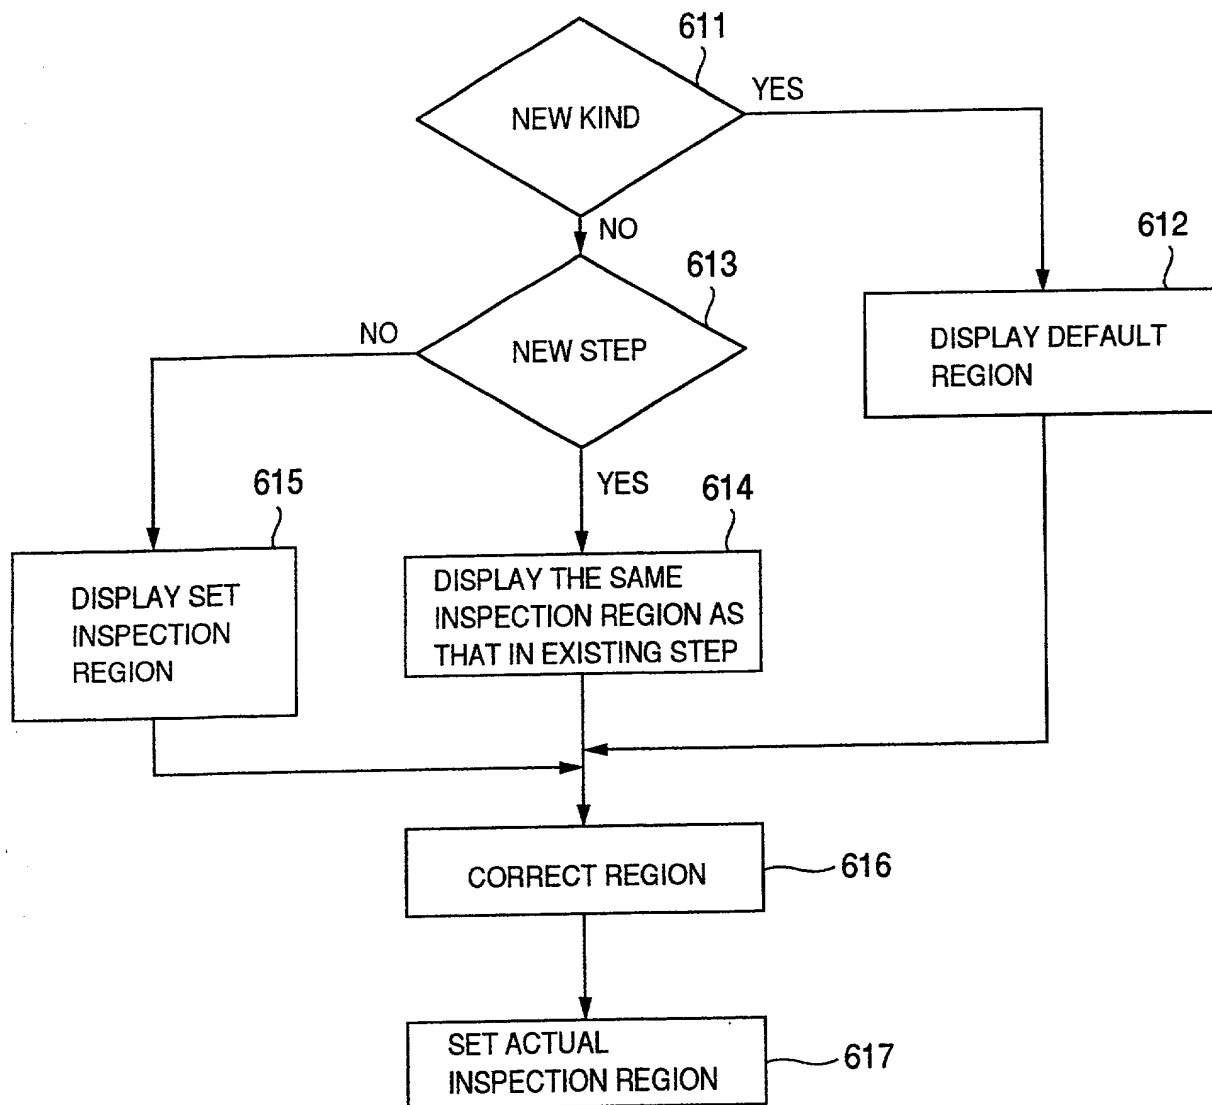 611
NEW KIND
YES
NO
612
613
NO
NEW STEP
DISPLAY DEFAULT
REGION
YES
615
614
DISPLAY SET
INSPECTION
REGION
DISPLAY THE SAME
INSPECTION REGION AS
THAT IN EXISTING STEP
CORRECT REGION
616
SET ACTUAL
INSPECTION REGION
617